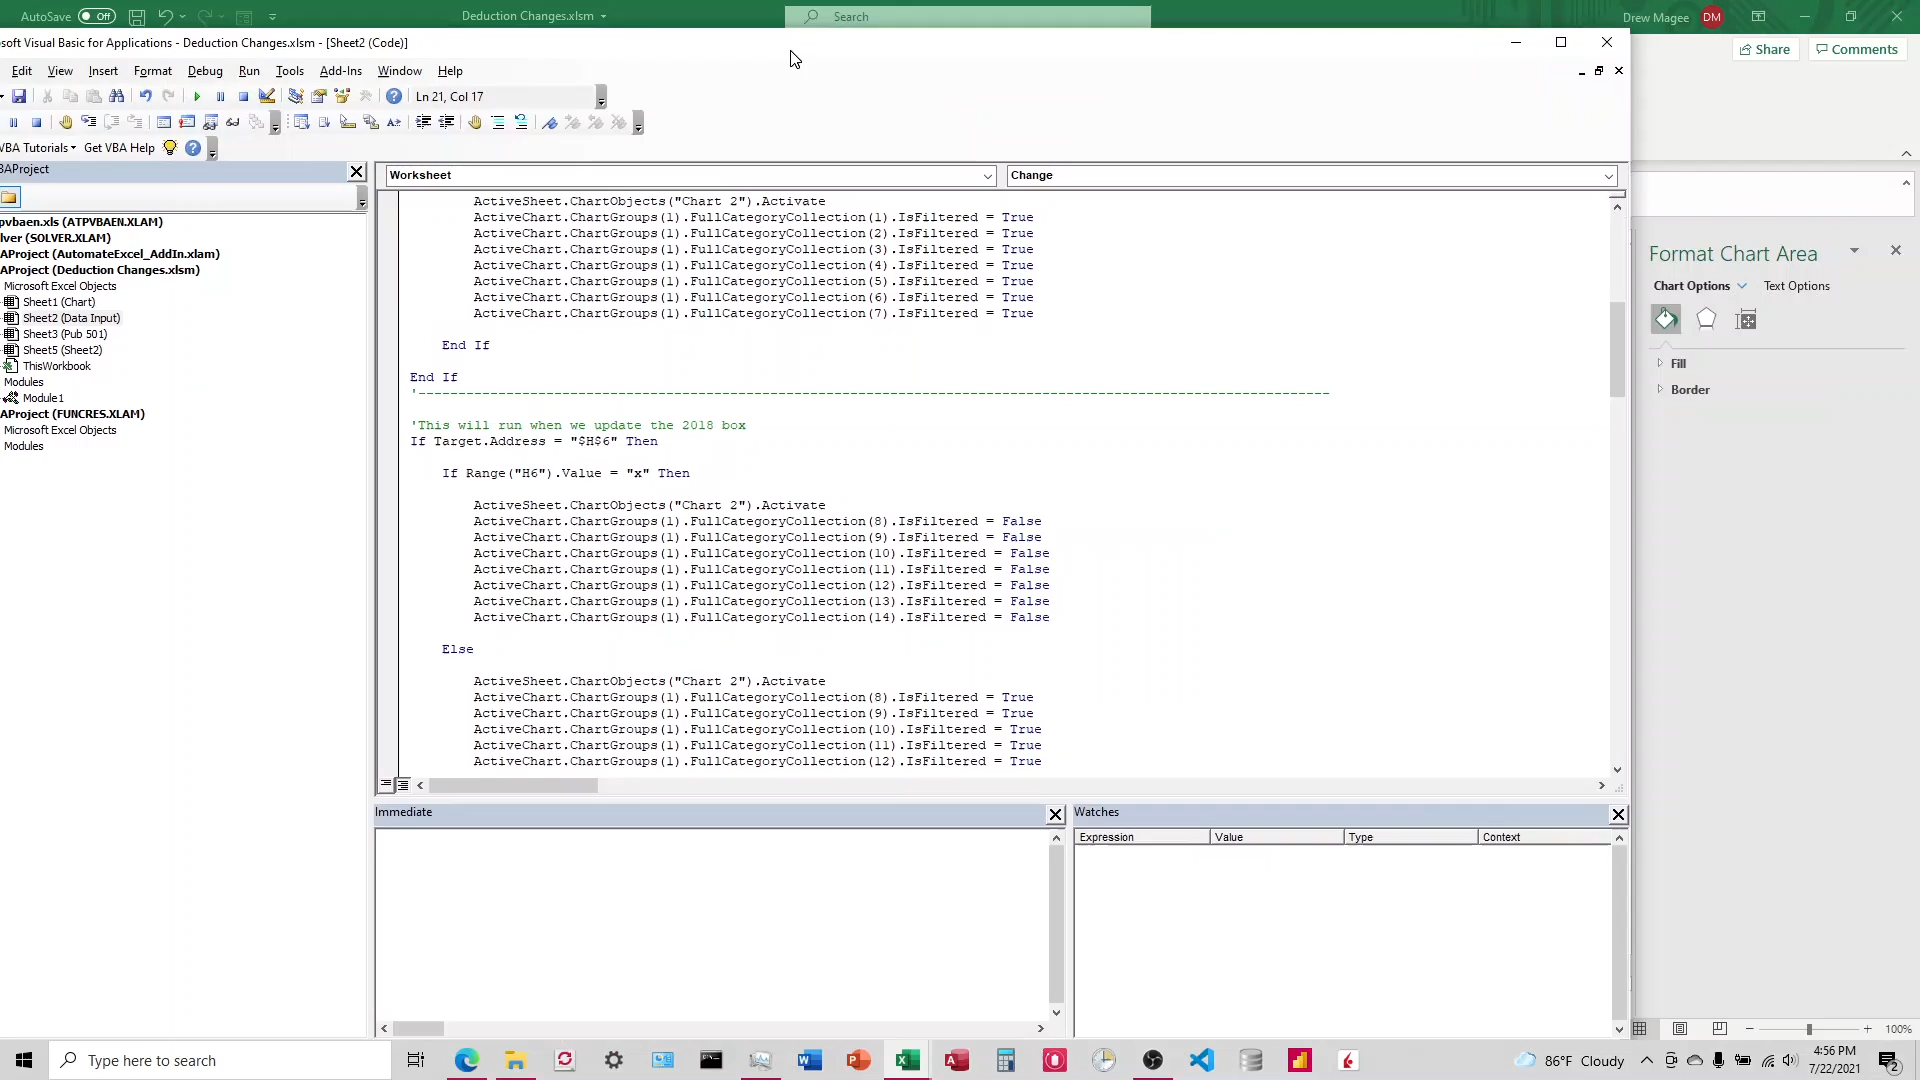 AutoSave Off
Deduction Changes.xlsm
Search
Drew Magee DM
soft Visual Basic for Applications - Deduction Changes.xlsm - [Sheet2 (Code)]
Share
Comments
Edit View Insert Format Debug Run Tools Add-Ins Window Help
Ln 21, Col 17
VBA Tutorials Get VBA Help
BAProject
Worksheet
Change
pvbaen.xls (ATPVBAEN.XLAM)
lver (SOLVER.XLAM)
AProject (AutomateExcel_AddIn.xlam)
AProject (Deduction Changes.xlsm)
Microsoft Excel Objects
Sheet1 (Chart)
Sheet2 (Data Input)
Sheet3 (Pub 501)
Sheet5 (Sheet2)
ThisWorkbook
Modules
Module1
AProject (FUNCRES.XLAM)
Microsoft Excel Objects
Modules
ActiveSheet.ChartObjects("Chart 2").Activate
ActiveChart.ChartGroups(1).FullCategoryCollection(1).IsFiltered = True
ActiveChart.ChartGroups(1).FullCategoryCollection(2).IsFiltered = True
ActiveChart.ChartGroups(1).FullCategoryCollection(3).IsFiltered = True
ActiveChart.ChartGroups(1).FullCategoryCollection(4).IsFiltered = True
ActiveChart.ChartGroups(1).FullCategoryCollection(5).IsFiltered = True
ActiveChart.ChartGroups(1).FullCategoryCollection(6).IsFiltered = True
ActiveChart.ChartGroups(1).FullCategoryCollection(7).IsFiltered = True
End If
End If
'------------------------------------------------------------------------------------------------------------------
'This will run when we update the 2018 box
If Target.Address = "$H$6" Then
If Range("H6").Value = "x" Then
ActiveSheet.ChartObjects("Chart 2").Activate
ActiveChart.ChartGroups(1).FullCategoryCollection(8).IsFiltered = False
ActiveChart.ChartGroups(1).FullCategoryCollection(9).IsFiltered = False
ActiveChart.ChartGroups(1).FullCategoryCollection(10).IsFiltered = False
ActiveChart.ChartGroups(1).FullCategoryCollection(11).IsFiltered = False
ActiveChart.ChartGroups(1).FullCategoryCollection(12).IsFiltered = False
ActiveChart.ChartGroups(1).FullCategoryCollection(13).IsFiltered = False
ActiveChart.ChartGroups(1).FullCategoryCollection(14).IsFiltered = False
Else
ActiveSheet.ChartObjects("Chart 2").Activate
ActiveChart.ChartGroups(1).FullCategoryCollection(8).IsFiltered = True
ActiveChart.ChartGroups(1).FullCategoryCollection(9).IsFiltered = True
ActiveChart.ChartGroups(1).FullCategoryCollection(10).IsFiltered = True
ActiveChart.ChartGroups(1).FullCategoryCollection(11).IsFiltered = True
ActiveChart.ChartGroups(1).FullCategoryCollection(12).IsFiltered = True
Immediate
Watches
Expression Value Type Context
Format Chart Area
Chart Options Text Options
Fill
Border
100%
Type here to search
86°F Cloudy
4:56 PM
7/22/2021
2